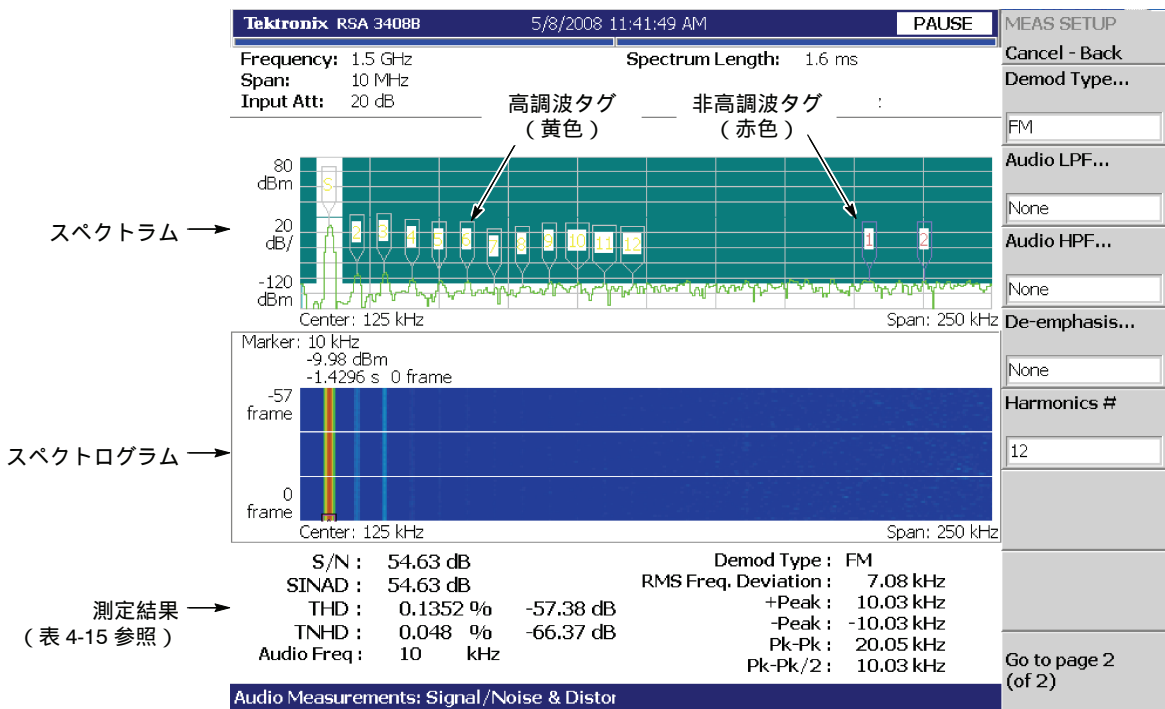 Tektronix RSA 3408B 5/8/2008 11:41:49 AM PAUSE
Frequency: 1.5 GHz Spectrum Length: 1.6 ms
Span: 10 MHz
Input Att: 20 dB
高調波タグ
（黄色）
非高調波タグ
（赤色）
スペクトラム
80
dBm
20
dB/
-120
dBm
S 2 3 4 5 6 7 8 9 10 11 12 1 2
Center: 125 kHz Span: 250 kHz
Marker: 10 kHz
-9.98 dBm
-1.4296 s 0 frame
スペクトログラム
-57
frame
0
frame
Center: 125 kHz Span: 250 kHz
測定結果
（表 4-15 参照）
S/N : 54.63 dB
SINAD : 54.63 dB
THD : 0.1352 % -57.38 dB
TNHD : 0.048 % -66.37 dB
Audio Freq : 10 kHz
Demod Type : FM
RMS Freq. Deviation : 7.08 kHz
+Peak : 10.03 kHz
-Peak : -10.03 kHz
Pk-Pk : 20.05 kHz
Pk-Pk/2 : 10.03 kHz
Audio Measurements: Signal/Noise & Distor
MEAS SETUP
Cancel - Back
Demod Type...
FM
Audio LPF...
None
Audio HPF...
None
De-emphasis...
None
Harmonics #
12
Go to page 2
(of 2)